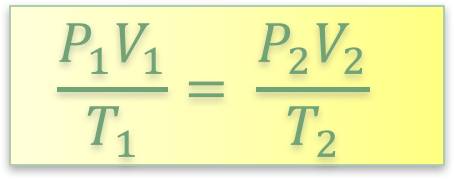 P₁V₁ / T₁ = P₂V₂ / T₂